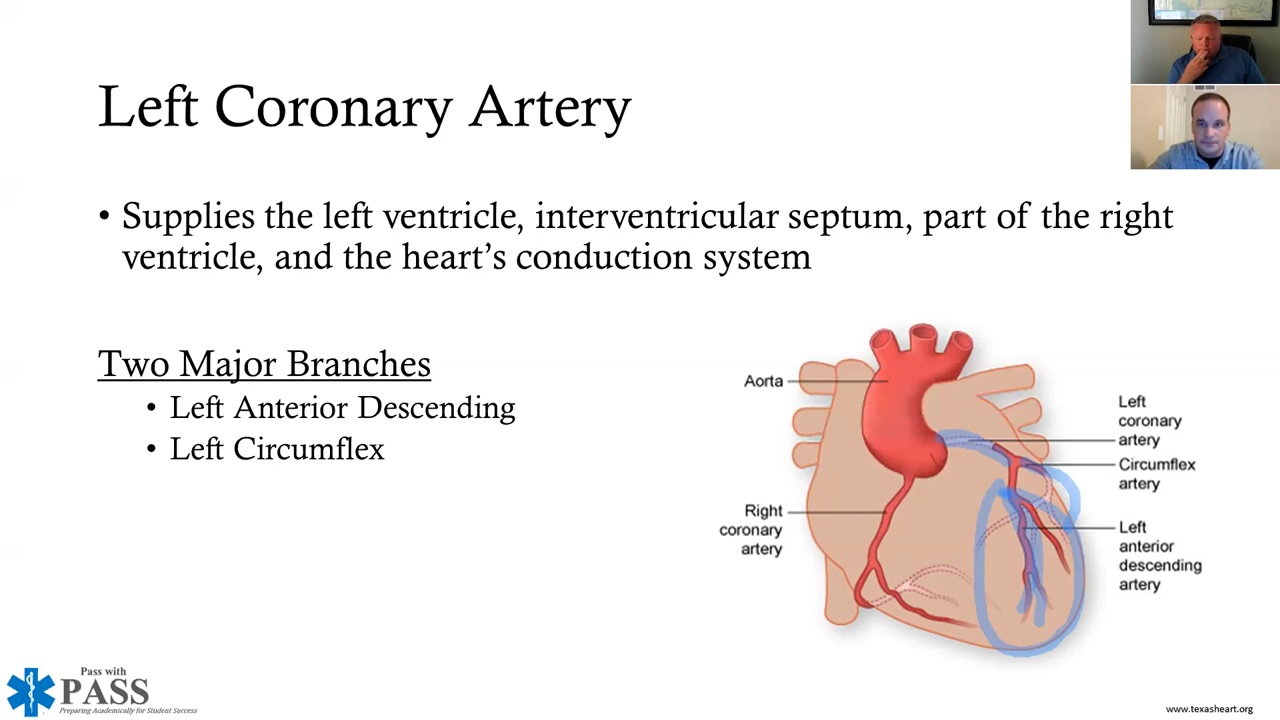 Left Coronary Artery
• Supplies the left ventricle, interventricular septum, part of the right
ventricle, and the heart’s conduction system
Two Major Branches
• Left Anterior Descending
• Left Circumflex
Aorta
Left
coronary
artery
Circumflex
artery
Right
coronary
artery
Left
anterior
descending
artery
Pass with
PASS
Preparing Academically for Student Success
www.texasheart.org